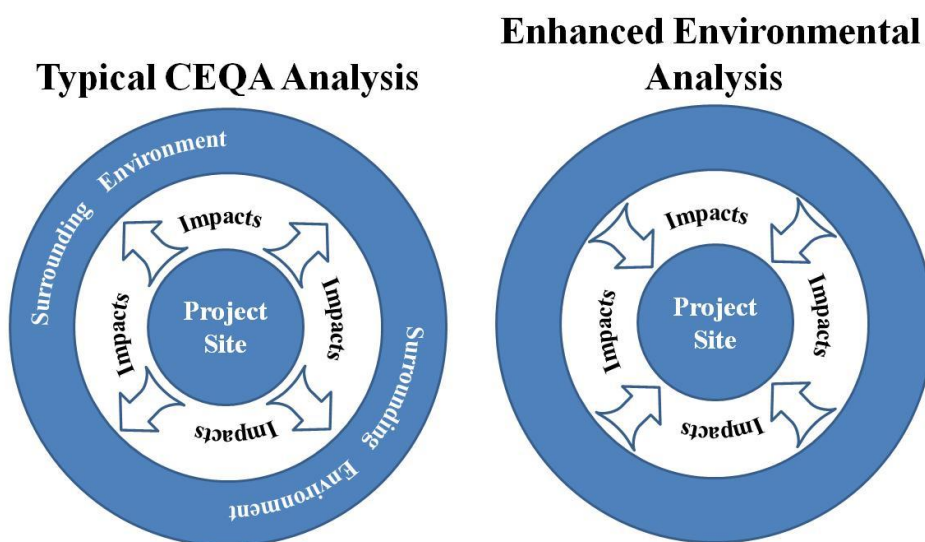 Typical CEQA Analysis
Surrounding Environment
Impacts
Impacts
Project
Site
Impacts
Impacts
Surrounding Environment
Enhanced Environmental
Analysis
Impacts
Impacts
Project
Site
Impacts
Impacts